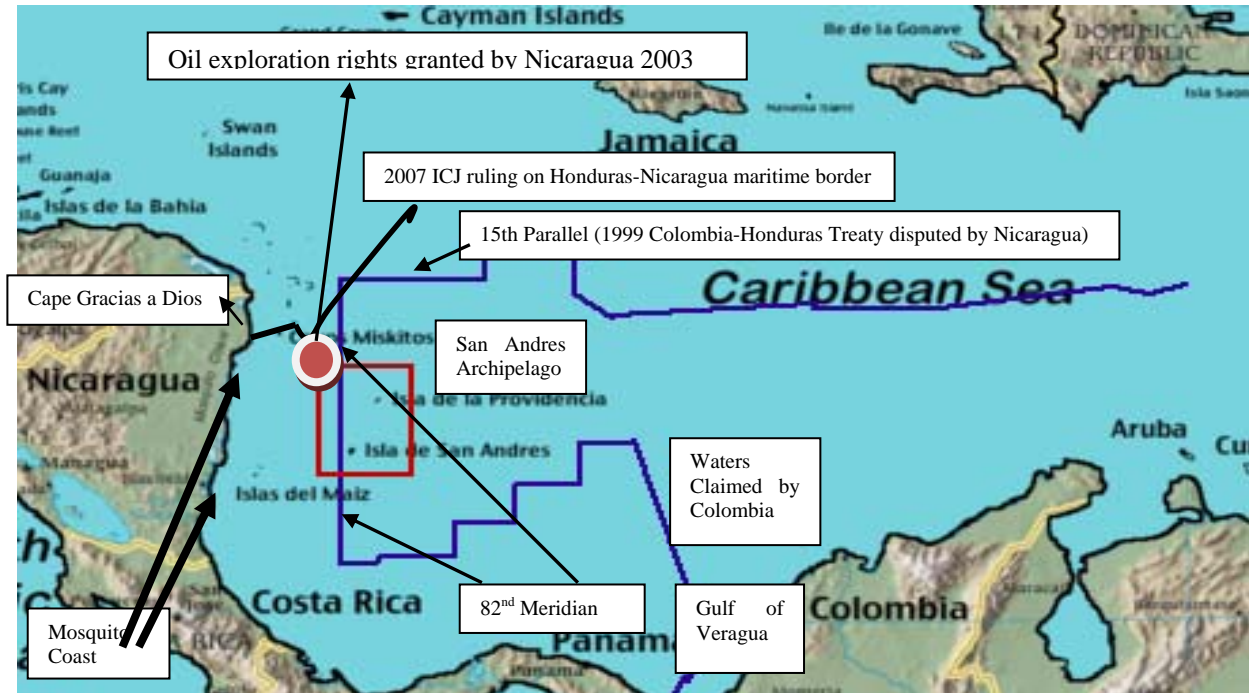 Cayman Islands
Ile de la Gonave
DOMINICAN
REPUBLIC
Oil exploration rights granted by Nicaragua 2003
Isla Saon
Swan
Islands
Jamaica
Guanaja
Islas de la Bahia
2007 ICJ ruling on Honduras-Nicaragua maritime border
15th Parallel (1999 Colombia-Honduras Treaty disputed by Nicaragua)
Cape Gracias a Dios
Caribbean Sea
Miskitos
San Andres
Archipelago
Nicaragua
Isla de la Providencia
Isla de San Andres
Aruba
Cu
Managua
Islas del Maiz
Waters
Claimed by
Colombia
Costa Rica
82nd Meridian
Gulf of
Veragua
Colombia
Mosquito
Coast
Panama
Panama